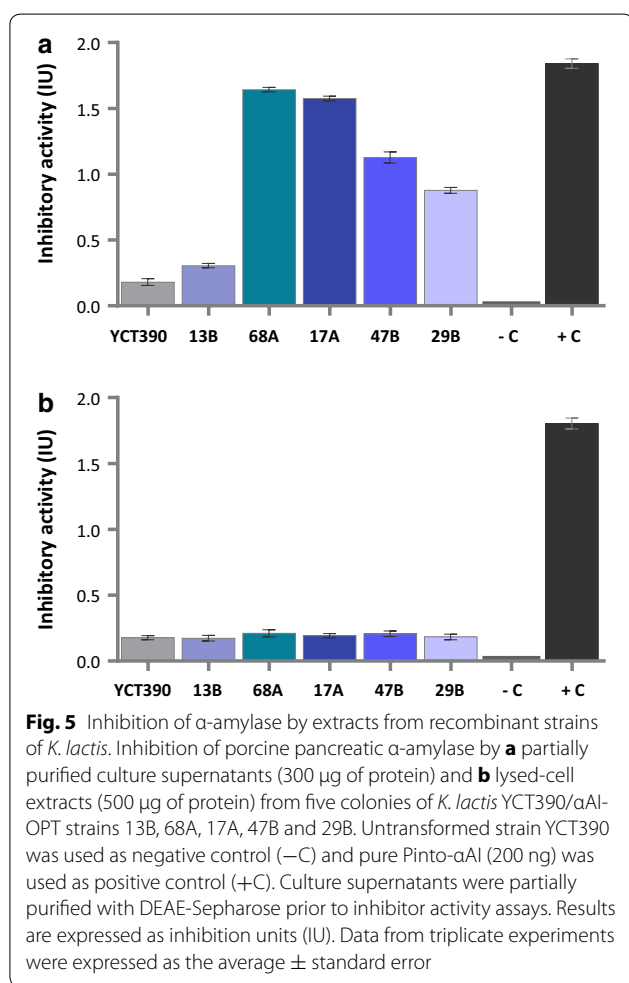 a
2.0
1.5
1.0
0.5
0.0
Inhibitory activity (IU)
YCT390 13B 68A 17A 47B 29B - C + C
b
2.0
1.5
1.0
0.5
0.0
Inhibitory activity (IU)
YCT390 13B 68A 17A 47B 29B - C + C
Fig. 5 Inhibition of α-amylase by extracts from recombinant strains
of K. lactis. Inhibition of porcine pancreatic α-amylase by a partially
purified culture supernatants (300 μg of protein) and b lysed-cell
extracts (500 μg of protein) from five colonies of K. lactis YCT390/αAI-
OPT strains 13B, 68A, 17A, 47B and 29B. Untransformed strain YCT390
was used as negative control (−C) and pure Pinto-αAI (200 ng) was
used as positive control (+C). Culture supernatants were partially
purified with DEAE-Sepharose prior to inhibitor activity assays. Results
are expressed as inhibition units (IU). Data from triplicate experiments
were expressed as the average ± standard error